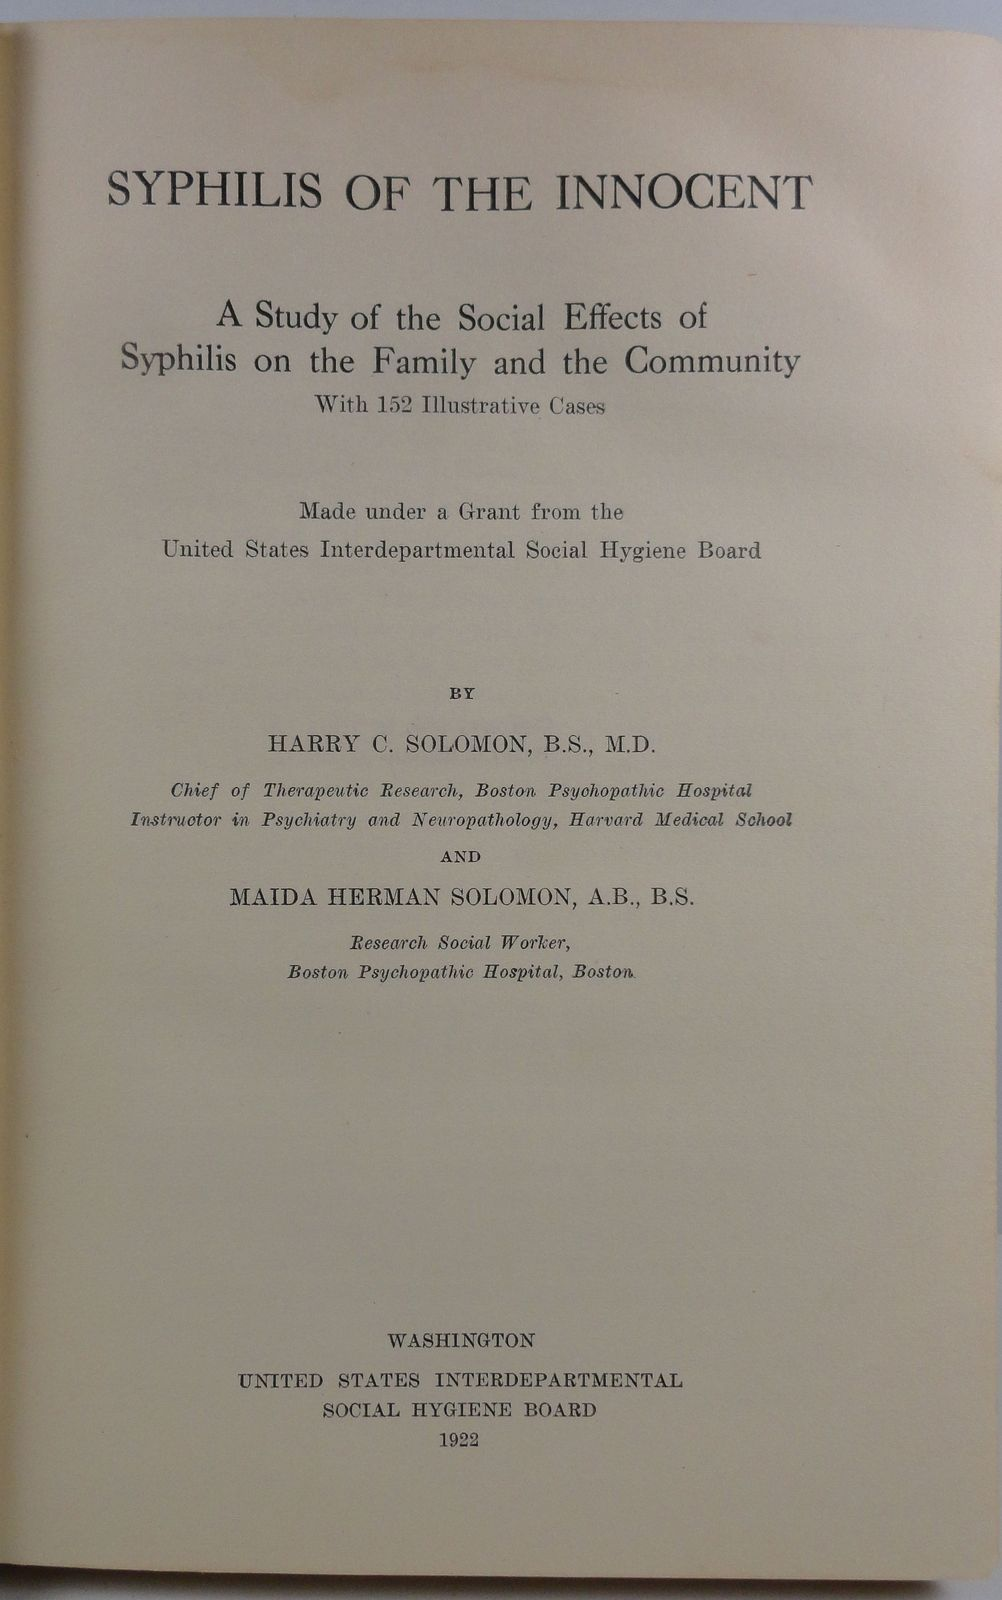 SYPHILIS OF THE INNOCENT
A Study of the Social Effects of
Syphilis on the Family and the Community
With 152 Illustrative Cases
Made under a Grant from the
United States Interdepartmental Social Hygiene Board
BY
HARRY C. SOLOMON, B.S., M.D.
Chief of Therapeutic Research, Boston Psychopathic Hospital
Instructor in Psychiatry and Neuropathology, Harvard Medical School
AND
MAIDA HERMAN SOLOMON, A.B., B.S.
Research Social Worker,
Boston Psychopathic Hospital, Boston.
WASHINGTON
UNITED STATES INTERDEPARTMENTAL
SOCIAL HYGIENE BOARD
1922